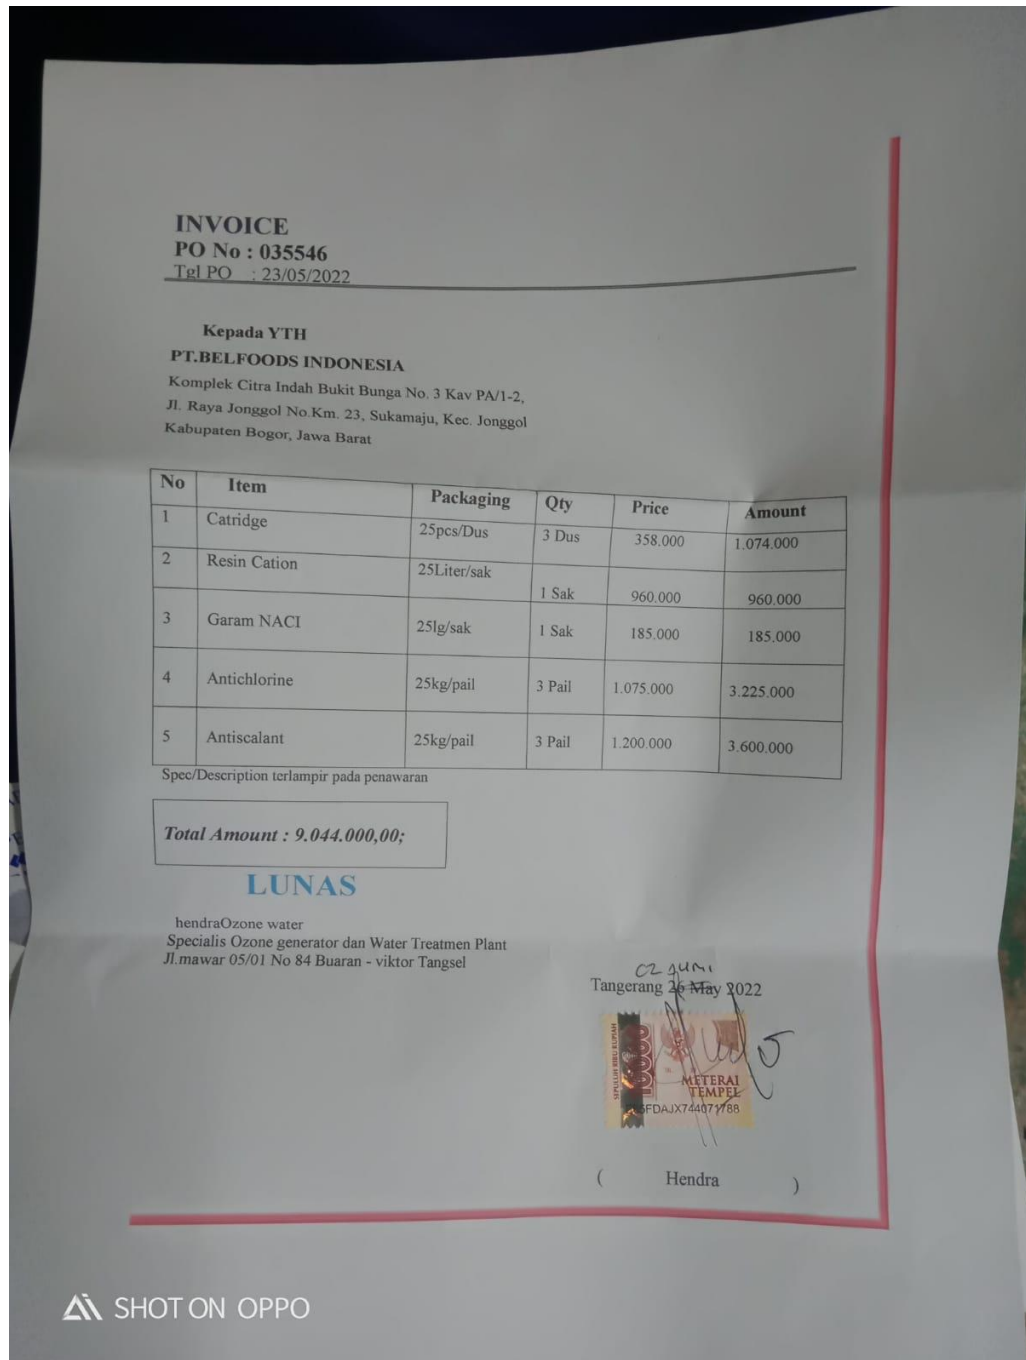 INVOICE
PO No : 035546
Tgl PO : 23/05/2022
Kepada YTH
PT.BELFOODS INDONESIA
Komplek Citra Indah Bukit Bunga No. 3 Kav PA/1-2,
Jl. Raya Jonggol No.Km. 23, Sukamaju, Kec. Jonggol
Kabupaten Bogor, Jawa Barat
No Item Packaging Qty Price Amount
1 Catridge 25pcs/Dus 3 Dus 358.000 1.074.000
2 Resin Cation 25Liter/sak 1 Sak 960.000 960.000
3 Garam NACI 25lg/sak 1 Sak 185.000 185.000
4 Antichlorine 25kg/pail 3 Pail 1.075.000 3.225.000
5 Antiscalant 25kg/pail 3 Pail 1.200.000 3.600.000
Spec/Description terlampir pada penawaran
Total Amount : 9.044.000,00;
LUNAS
hendraOzone water
Specialis Ozone generator dan Water Treatmen Plant
Jl.mawar 05/01 No 84 Buaran - viktor Tangsel
02 JUNI
Tangerang 26 May 2022
SEPULUH RIBU RUPIAH
10000
METERAI
TEMPEL
FDAJX744071788
( Hendra )
SHOT ON OPPO